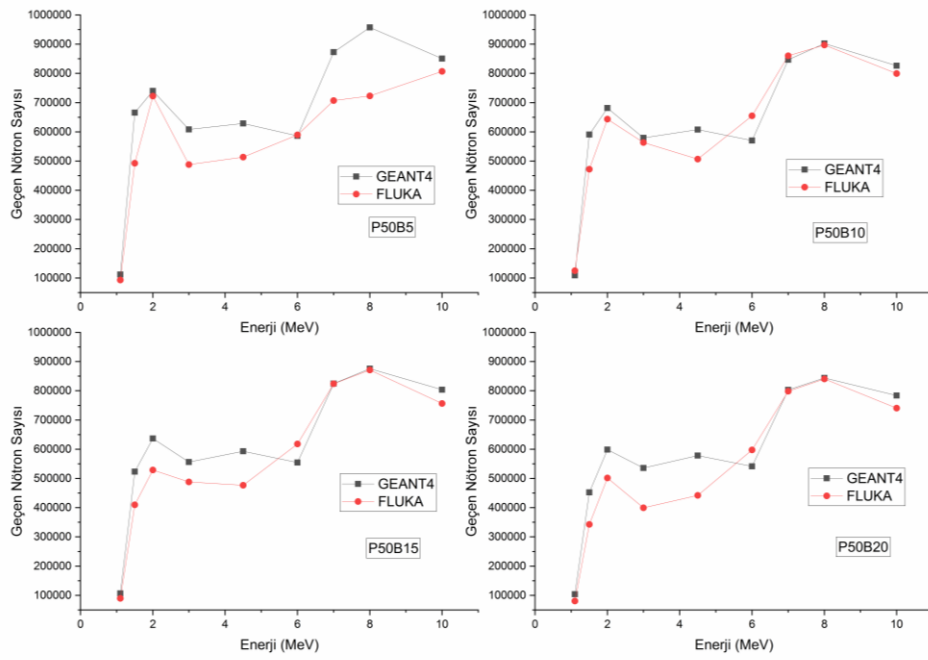 1000000
900000
800000
700000
600000
500000
400000
300000
200000
100000
Geçen Nötron Sayısı
0 2 4 6 8 10
Enerji (MeV)
GEANT4
FLUKA
P50B5
1000000
900000
800000
700000
600000
500000
400000
300000
200000
100000
Geçen Nötron Sayısı
0 2 4 6 8 10
Enerji (MeV)
GEANT4
FLUKA
P50B10
1000000
900000
800000
700000
600000
500000
400000
300000
200000
100000
Geçen Nötron Sayısı
0 2 4 6 8 10
Enerji (MeV)
GEANT4
FLUKA
P50B15
1000000
900000
800000
700000
600000
500000
400000
300000
200000
100000
Geçen Nötron Sayısı
0 2 4 6 8 10
Enerji (MeV)
GEANT4
FLUKA
P50B20